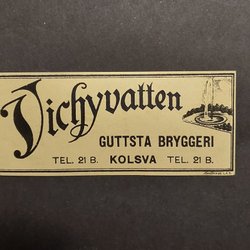 Vichyvatten
GUTTSTA BRYGGERI
TEL. 21 B. KOLSVA TEL. 21 B.